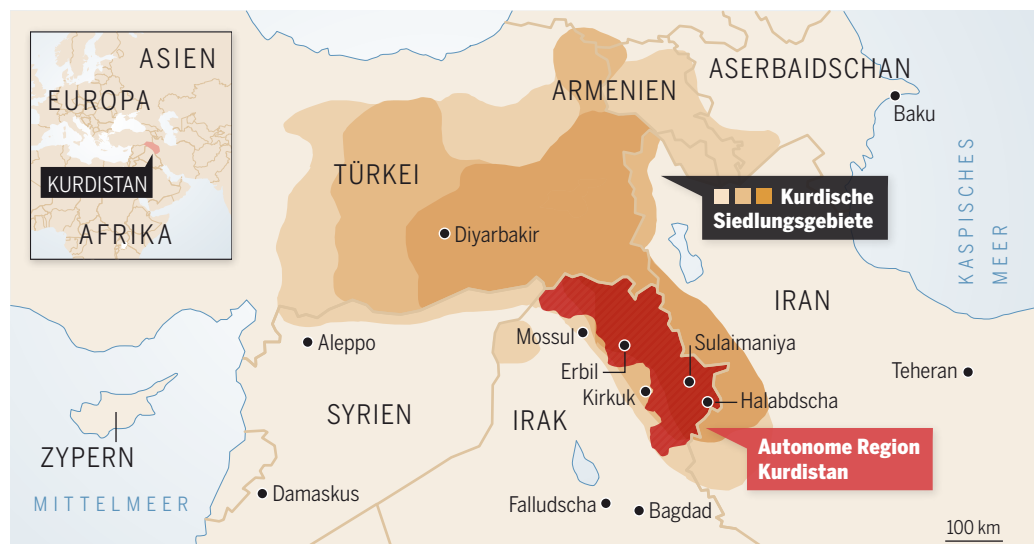 ASIEN
EUROPA
KURDISTAN
AFRIKA
ARMENIEN
ASERBAIDSCHAN
Baku
TÜRKEI
Kurdische
Siedlungsgebiete
Diyarbakir
KASPISCHES
MEER
IRAN
Aleppo
Mossul
Sulaimaniya
Erbil
Teheran
Kirkuk
Halabdscha
SYRIEN
IRAK
ZYPERN
Autonome Region
Kurdistan
MITTELMEER
Damaskus
Falludscha
Bagdad
100 km